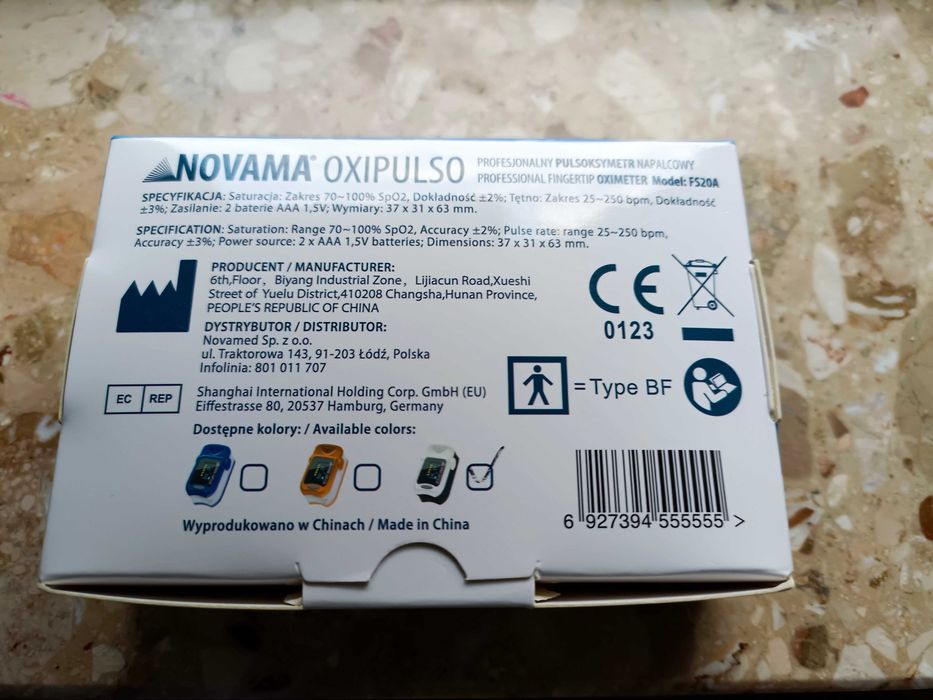 NOVAMA® OXIPULSO
PROFESJONALNY PULSOKSYMETR NAPALCOWY
PROFESSIONAL FINGERTIP OXIMETER Model: FS20A
SPECYFIKACJA: Saturacja: Zakres 70~100% SpO2, Dokładność ±2%; Tętno: Zakres 25~250 bpm, Dokładność
±3%; Zasilanie: 2 baterie AAA 1,5V; Wymiary: 37 x 31 x 63 mm.
SPECIFICATION: Saturation: Range 70~100% SpO2, Accuracy ±2%; Pulse rate: range 25~250 bpm,
Accuracy ±3%; Power source: 2 x AAA 1,5V batteries; Dimensions: 37 x 31 x 63 mm.
PRODUCENT / MANUFACTURER:
6th,Floor, Biyang Industrial Zone, Lijiacun Road,Xueshi
Street of Yuelu District,410208 Changsha,Hunan Province,
PEOPLE'S REPUBLIC OF CHINA
DYSTRYBUTOR / DISTRIBUTOR:
Novamed Sp. z o.o.
ul. Traktorowa 143, 91-203 Łódź, Polska
Infolinia: 801 011 707
CE
0123
EC REP
Shanghai International Holding Corp. GmbH (EU)
Eiffestrasse 80, 20537 Hamburg, Germany
= Type BF
Dostępne kolory: / Available colors:
Wyprodukowano w Chinach / Made in China
6 927394 555555 >